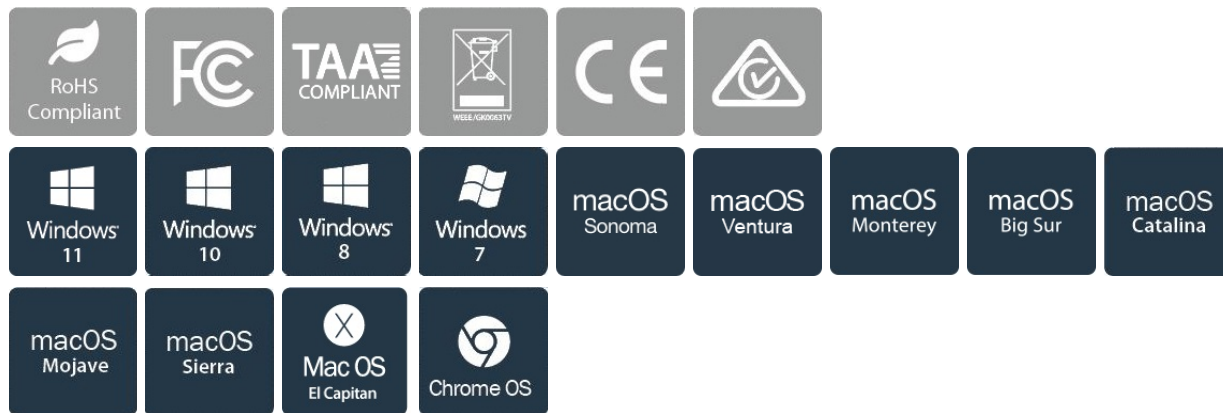 RoHS
Compliant
FC
TAA
COMPLIANT
WEEE/GK0063TV
CE
Windows
11
Windows
10
Windows
8
Windows
7
macOS
Sonoma
macOS
Ventura
macOS
Monterey
macOS
Big Sur
macOS
Catalina
macOS
Mojave
macOS
Sierra
X
Mac OS
El Capitan
Chrome OS